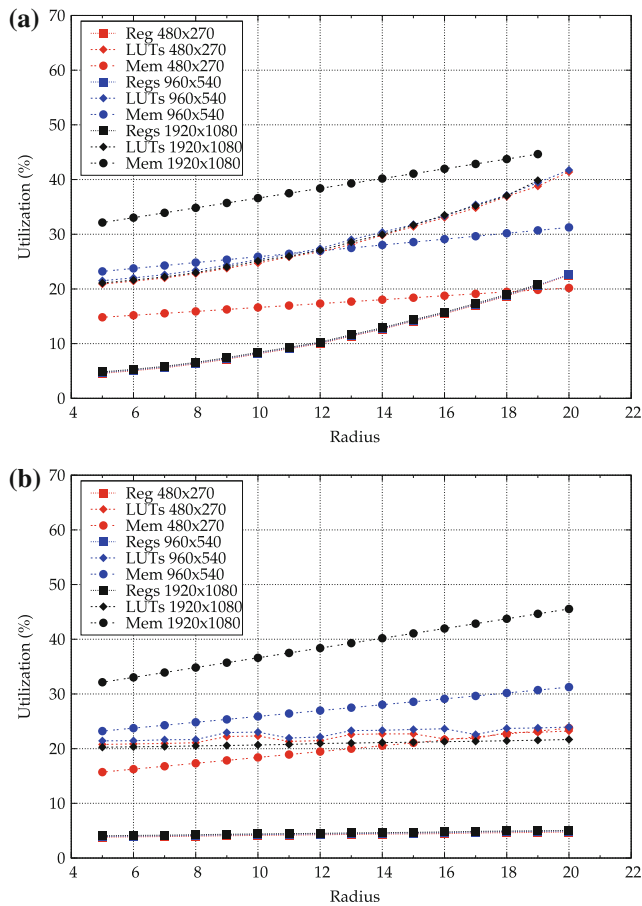 (a)
70
60
50
40
30
20
10
0
Utilization (%)
Reg 480x270
LUTs 480x270
Mem 480x270
Regs 960x540
LUTs 960x540
Mem 960x540
Regs 1920x1080
LUTs 1920x1080
Mem 1920x1080
4 6 8 10 12 14 16 18 20 22
Radius
(b)
70
60
50
40
30
20
10
0
Utilization (%)
Reg 480x270
LUTs 480x270
Mem 480x270
Regs 960x540
LUTs 960x540
Mem 960x540
Regs 1920x1080
LUTs 1920x1080
Mem 1920x1080
4 6 8 10 12 14 16 18 20 22
Radius